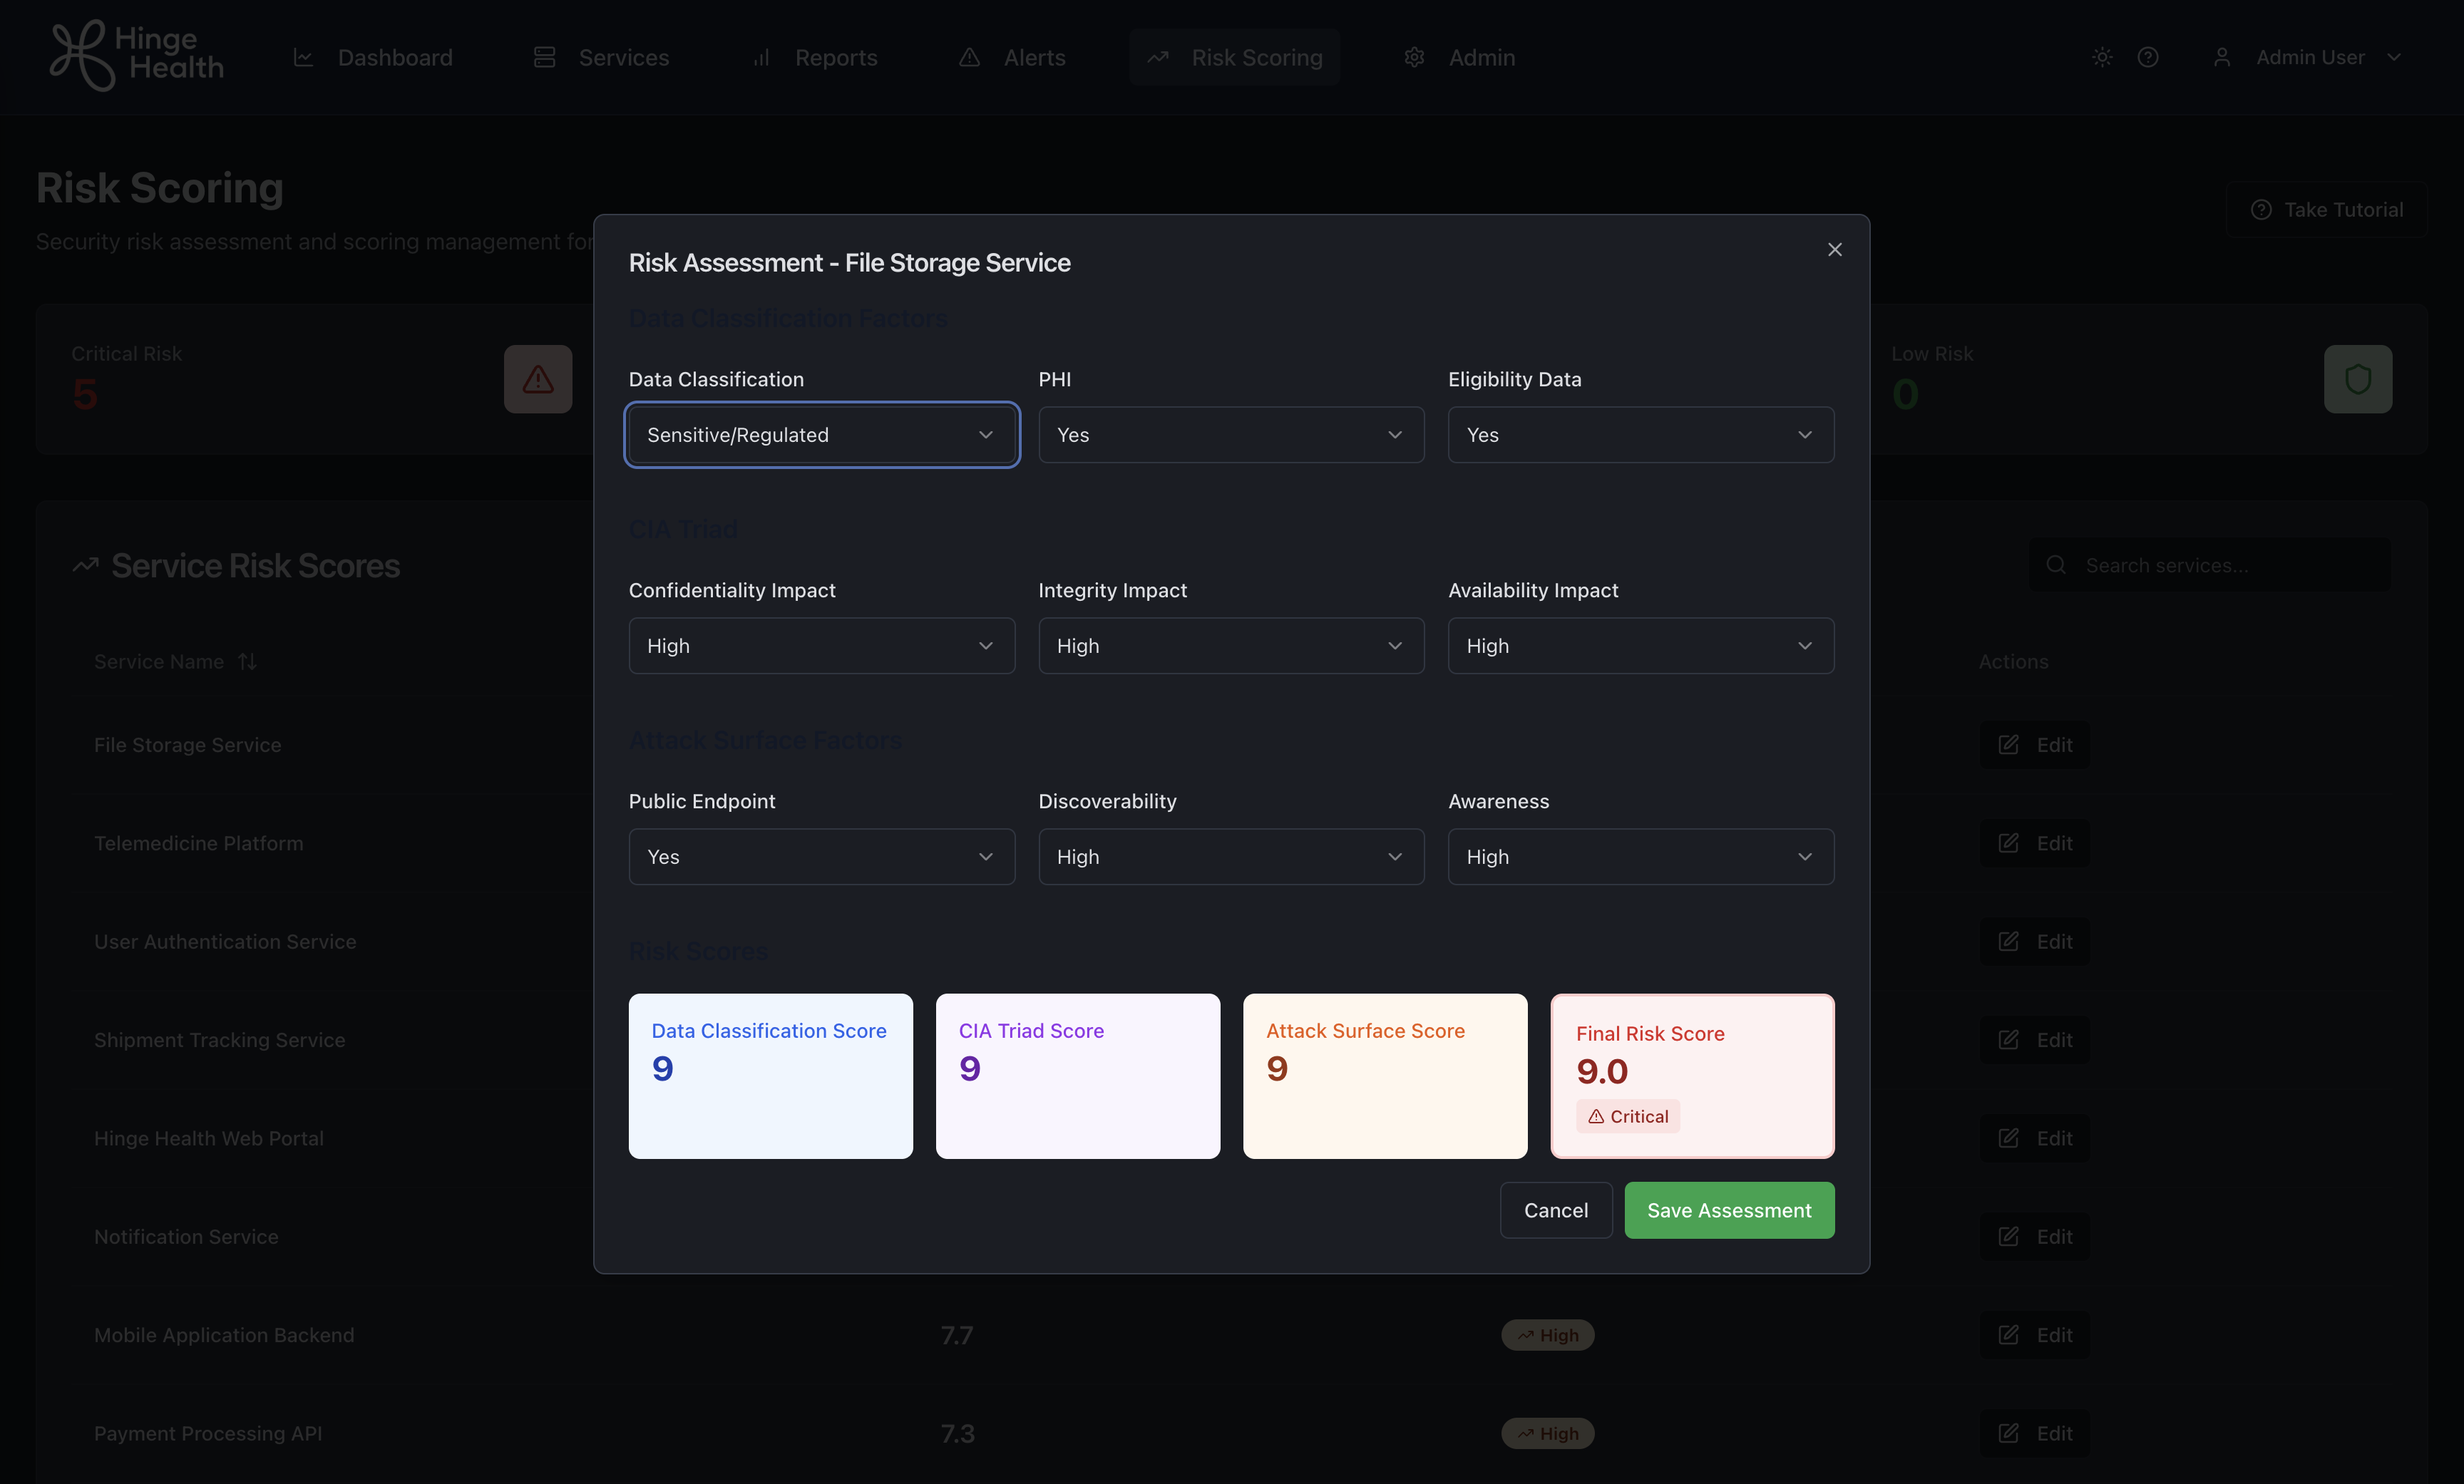 Hinge
Health
Dashboard
Services
Reports
Alerts
Risk Scoring
Admin
Admin User
Risk Scoring
Security risk assessment and scoring management for
Take Tutorial
Critical Risk
5
Low Risk
0
Service Risk Scores
Search services...
Service Name
Actions
File Storage Service
Edit
Telemedicine Platform
Edit
User Authentication Service
Edit
Shipment Tracking Service
Edit
Hinge Health Web Portal
Edit
Notification Service
Edit
Mobile Application Backend
7.7
High
Edit
Payment Processing API
7.3
High
Edit
Risk Assessment - File Storage Service
Data Classification Factors
Data Classification
PHI
Eligibility Data
Sensitive/Regulated
Yes
Yes
CIA Triad
Confidentiality Impact
Integrity Impact
Availability Impact
High
High
High
Attack Surface Factors
Public Endpoint
Discoverability
Awareness
Yes
High
High
Risk Scores
Data Classification Score
9
CIA Triad Score
9
Attack Surface Score
9
Final Risk Score
9.0
Critical
Cancel
Save Assessment